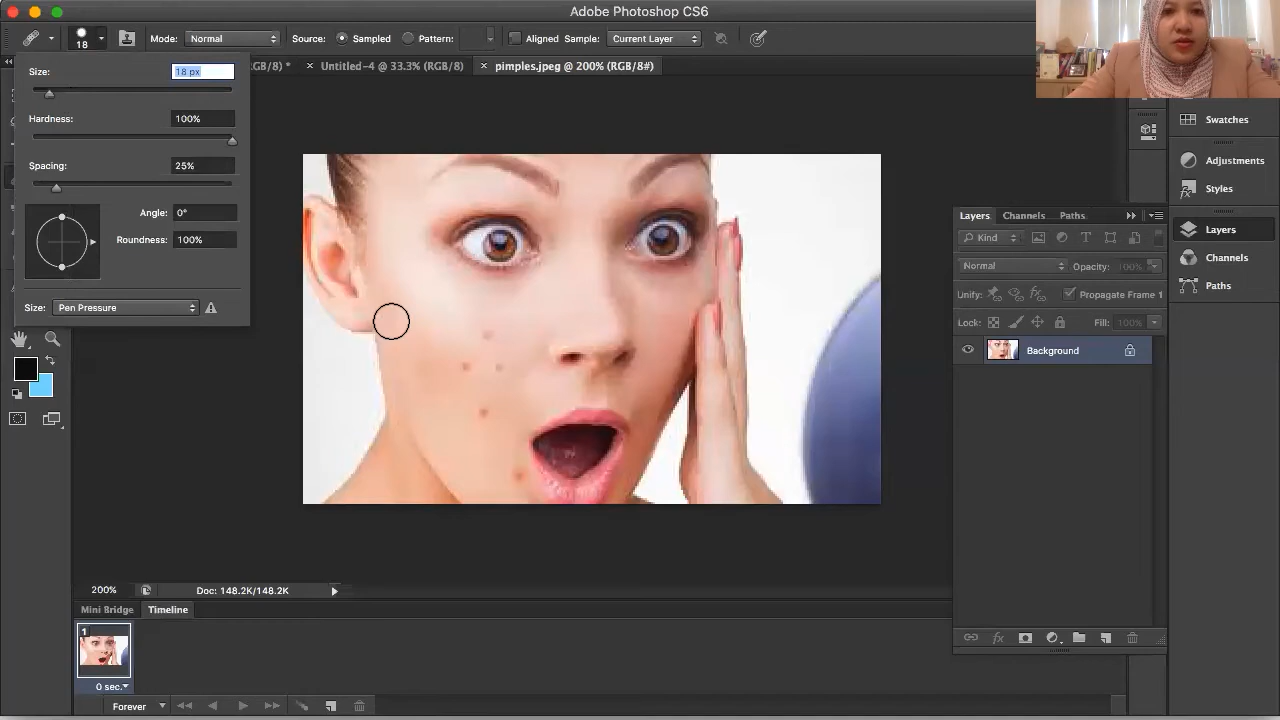 Adobe Photoshop CS6
18
Mode: Normal
Source: Sampled Pattern:
Aligned Sample: Current Layer
(RGB/8) * × Untitled-4 @ 33.3% (RGB/8) × pimples.jpeg @ 200% (RGB/8#)
Size: 18 px
Hardness: 100%
Spacing: 25%
Angle: 0°
Roundness: 100%
Size: Pen Pressure
Swatches
Adjustments
Styles
Layers
Channels
Paths
Layers Channels Paths
Kind
Normal Opacity: 100%
Unify: Propagate Frame 1
Lock: Fill: 100%
Background
200% Doc: 148.2K/148.2K
Mini Bridge Timeline
1
0 sec.
Forever